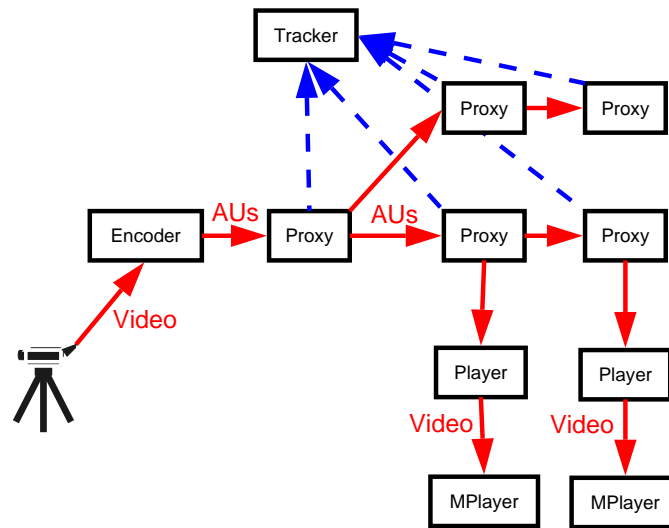 Tracker
Proxy
Proxy
AUs
AUs
Encoder
Proxy
Proxy
Proxy
Video
Player
Player
Video
Video
MPlayer
MPlayer